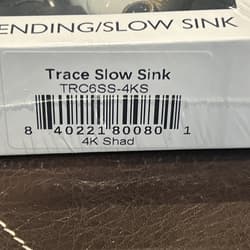 ENDING/SLOW SINK
Trace Slow Sink
TRC6SS-4KS
8 40221 80080 1
4K Shad